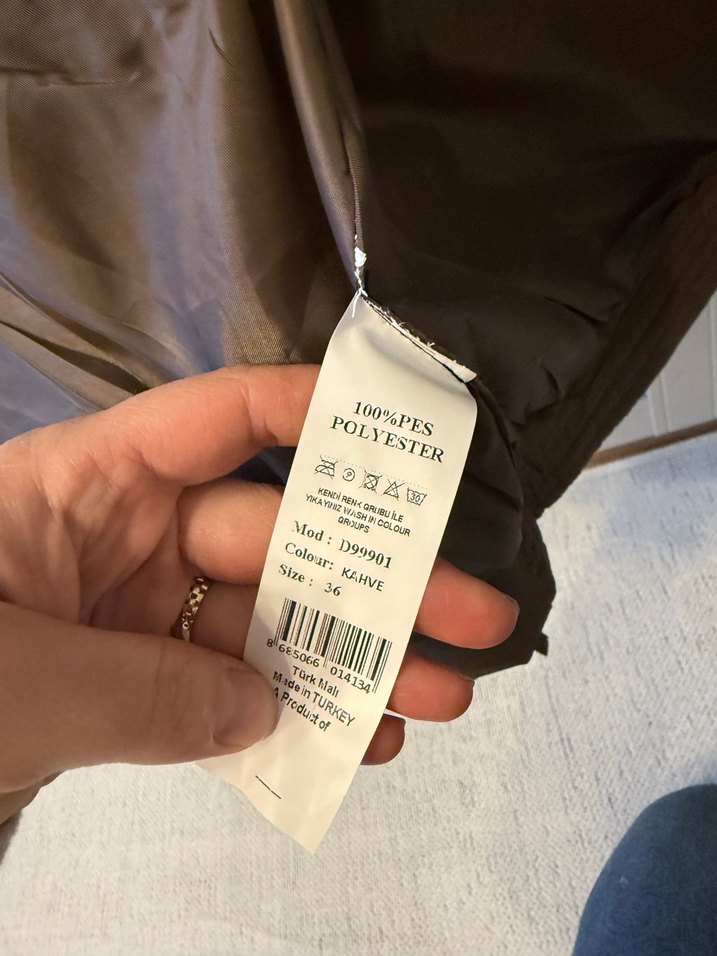 100%PES
POLYESTER
30
KENDİ RENK GRUBU İLE
YIKAYINIZ WASH IN COLOUR
GROUPS
Mod : D99901
Colour: KAHVE
Size : 36
8 685066 014134
Türk Malı
Made in TURKEY
A Product of